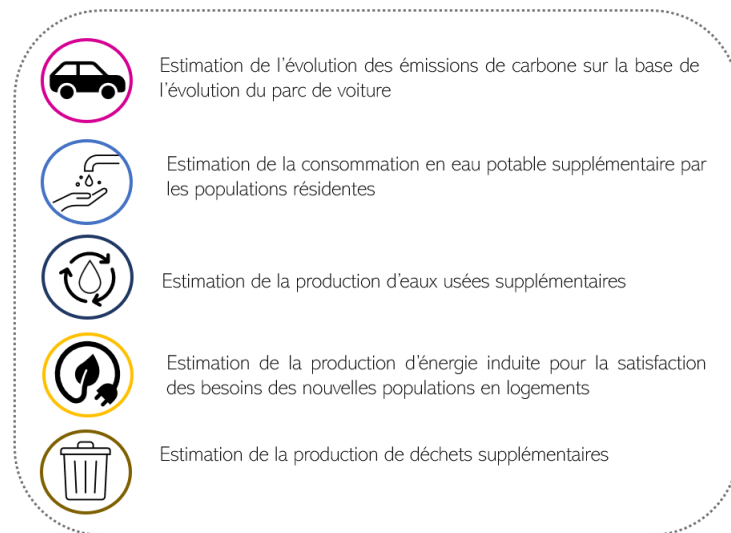 Estimation de l'évolution des émissions de carbone sur la base de
l'évolution du parc de voiture
Estimation de la consommation en eau potable supplémentaire par
les populations résidentes
Estimation de la production d'eaux usées supplémentaires
Estimation de la production d'énergie induite pour la satisfaction
des besoins des nouvelles populations en logements
Estimation de la production de déchets supplémentaires